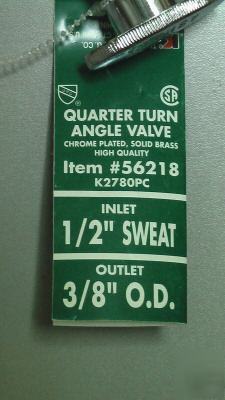 QUARTER TURN
ANGLE VALVE
CHROME PLATED, SOLID BRASS
HIGH QUALITY
Item #56218
K2780PC
INLET
1/2" SWEAT
OUTLET
3/8" O.D.